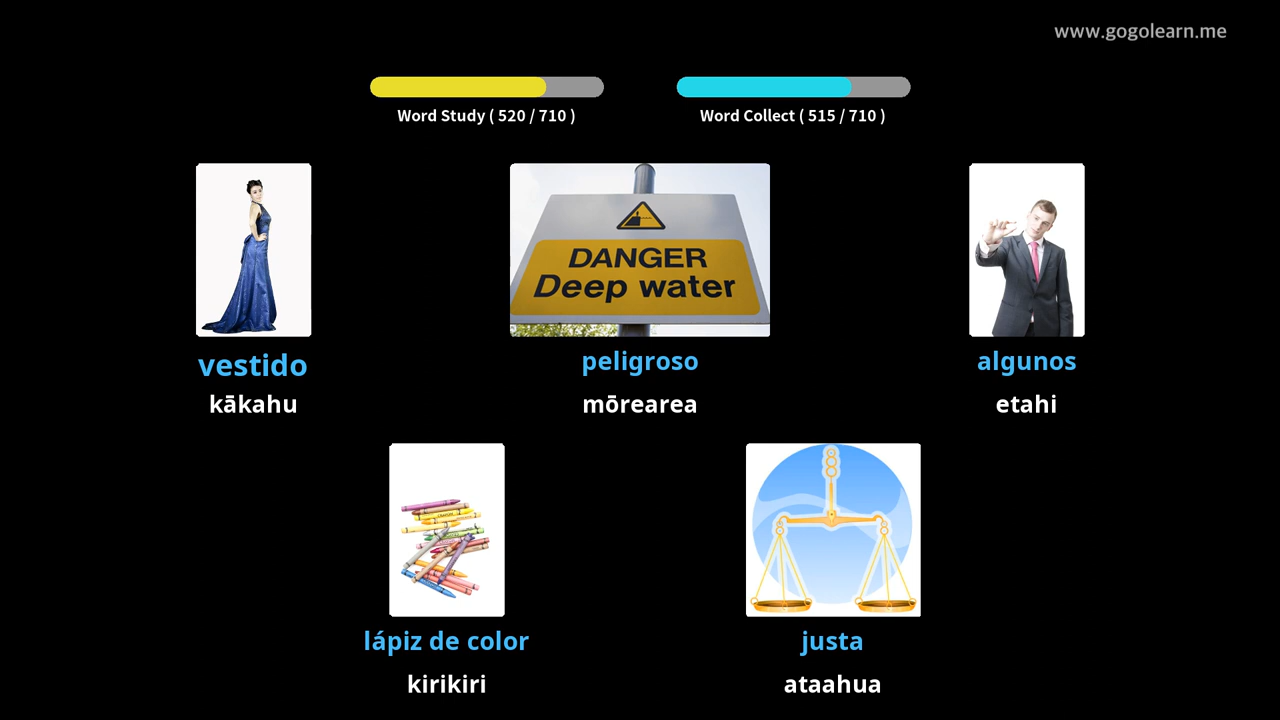 www.gogolearn.me
Word Study ( 520 / 710 )
Word Collect ( 515 / 710 )
DANGER
Deep water
vestido
peligroso
algunos
kākahu
mōrearea
etahi
lápiz de color
justa
kirikiri
ataahua